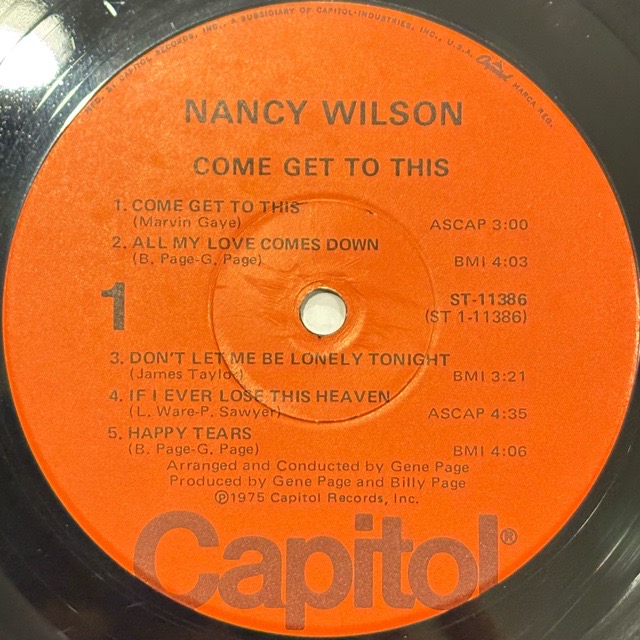 MFD. BY CAPITOL RECORDS, INC., A SUBSIDIARY OF CAPITOL INDUSTRIES, INC., U.S.A. Capitol MARCA REG.
NANCY WILSON
COME GET TO THIS
1. COME GET TO THIS
(Marvin Gaye) ASCAP 3:00
2. ALL MY LOVE COMES DOWN
(B. Page-G. Page) BMI 4:03
1
ST-11386
(ST 1-11386)
3. DON'T LET ME BE LONELY TONIGHT
(James Taylor) BMI 3:21
4. IF I EVER LOSE THIS HEAVEN
(L. Ware-P. Sawyer) ASCAP 4:35
5. HAPPY TEARS
(B. Page-G. Page) BMI 4:06
Arranged and Conducted by Gene Page
Produced by Gene Page and Billy Page
℗1975 Capitol Records, Inc.
Capitol®